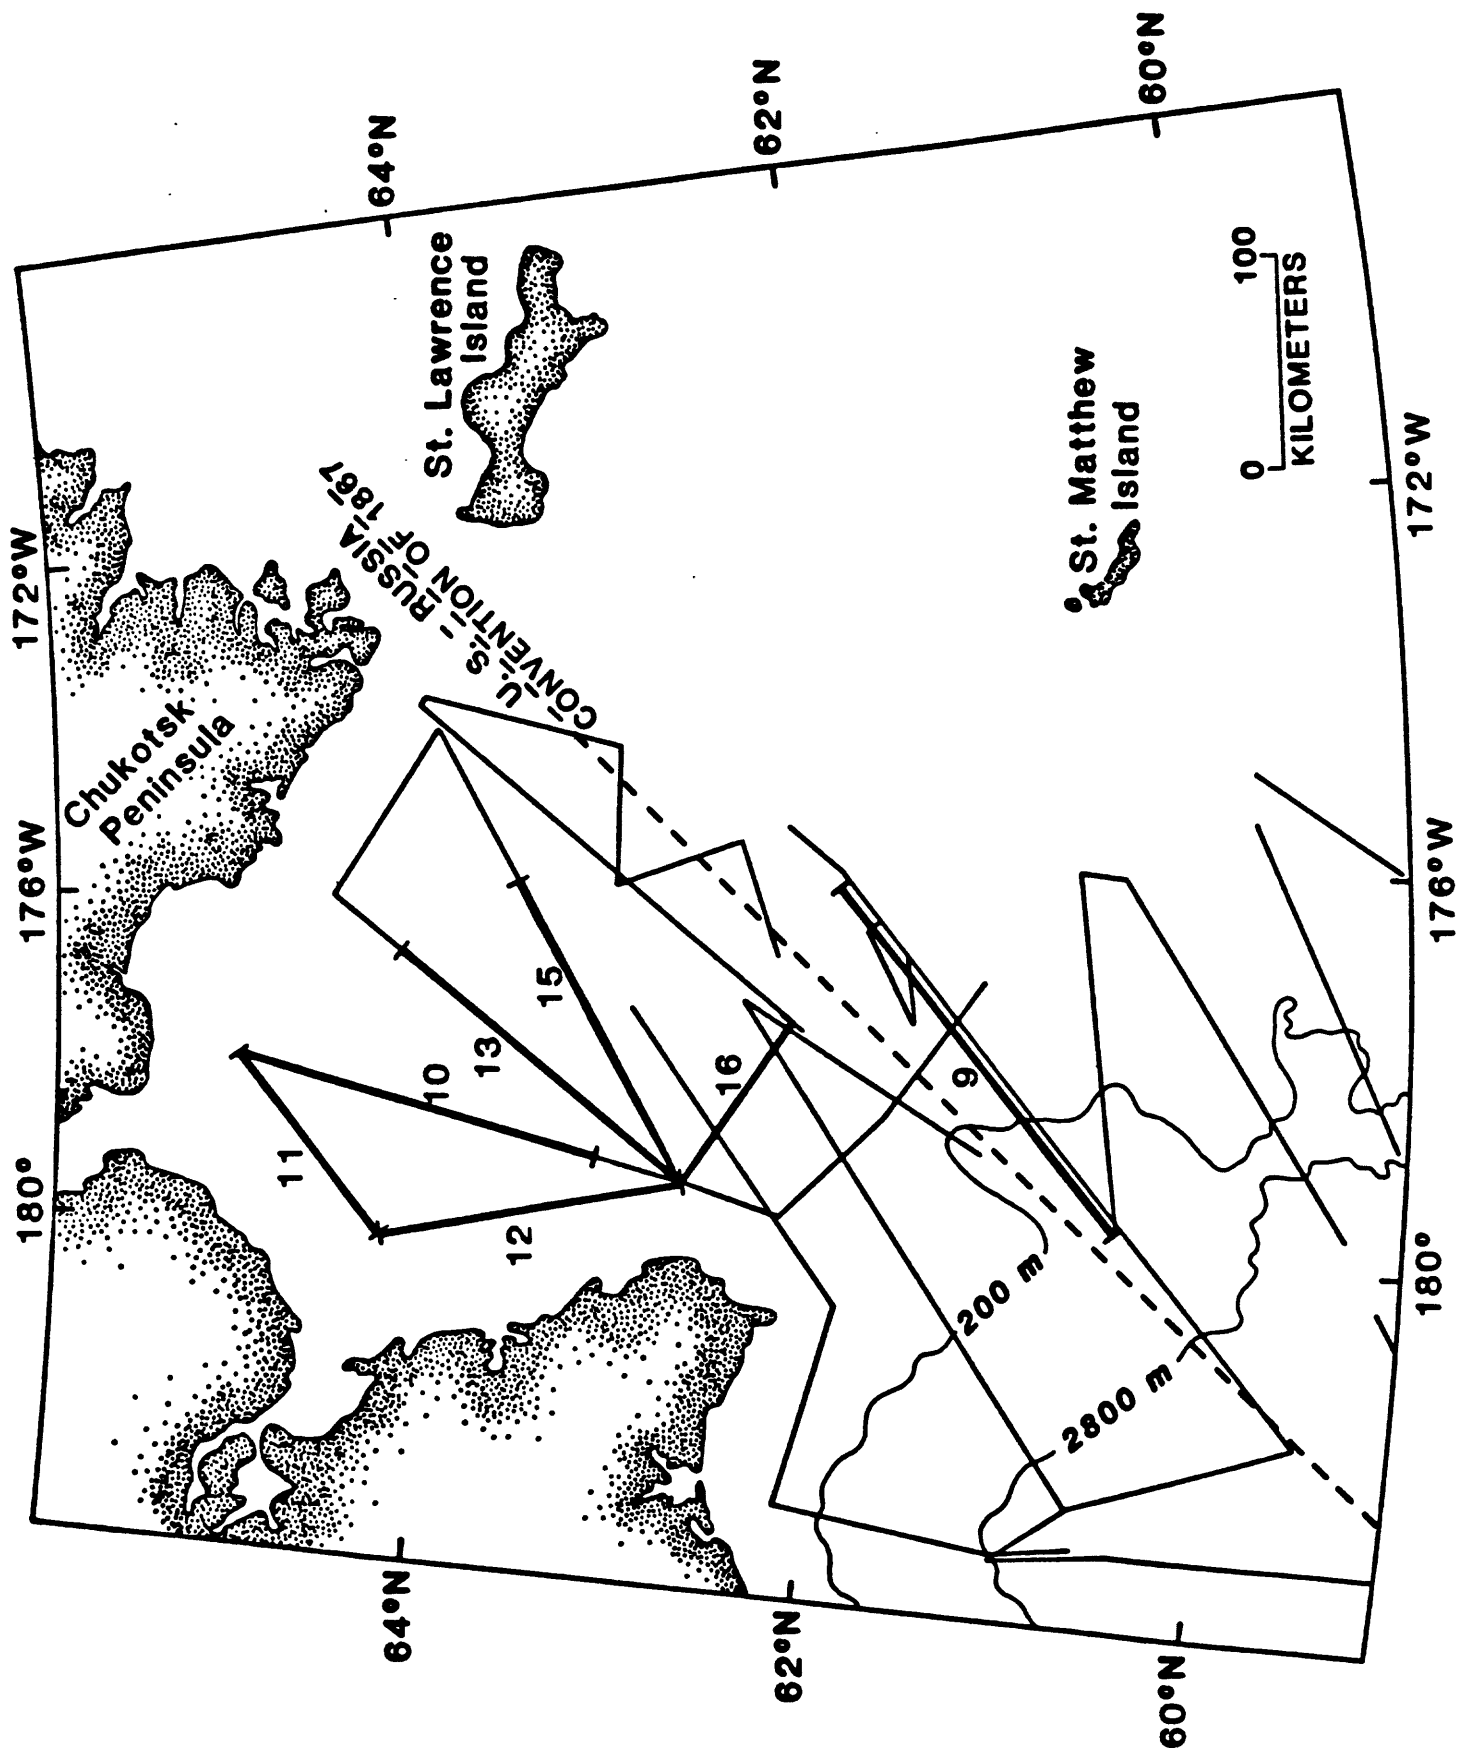 172°W
176°W
180°
64°N
62°N
60°N
Chukotsk
Peninsula
St. Lawrence
Island
U. S. - RUSSIA
CONVENTION OF 1867
St. Matthew
Island
0 100
KILOMETERS
11
10
13
15
12
16
9
200 m
2800 m
64°N
62°N
60°N
172°W
176°W
180°